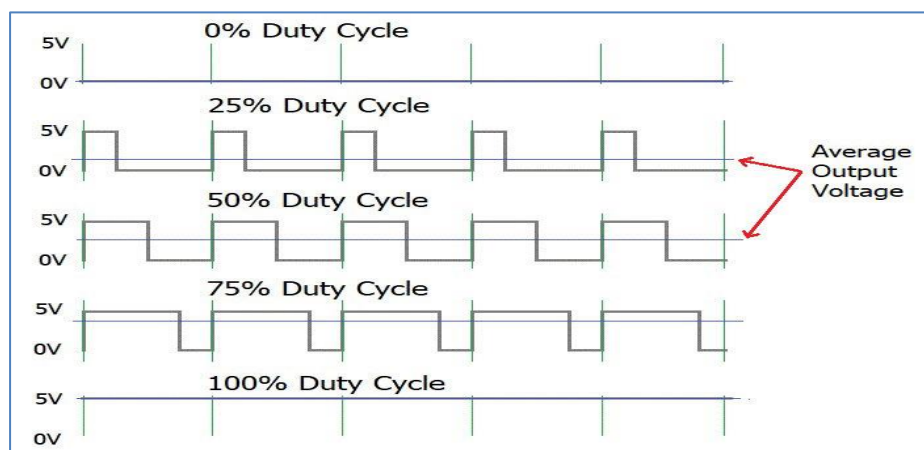 0% Duty Cycle
5V
0V
25% Duty Cycle
5V
0V
Average
Output
Voltage
50% Duty Cycle
5V
0V
75% Duty Cycle
5V
0V
100% Duty Cycle
5V
0V